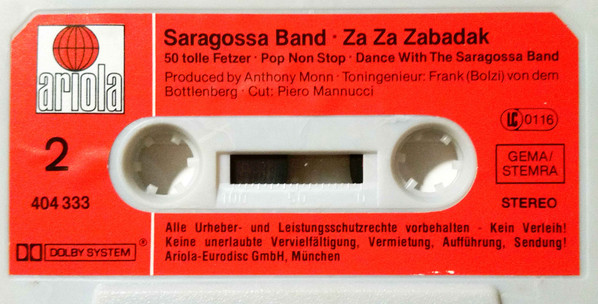 ariola
Saragossa Band · Za Za Zabadak
50 tolle Fetzer · Pop Non Stop · Dance With The Saragossa Band
Produced by Anthony Monn · Toningenieur: Frank (Bolzi) von dem
Bottlenberg · Cut: Piero Mannucci
2
LC 0116
GEMA/
STEMRA
404 333
STEREO
100 50 0
Alle Urheber- und Leistungsschutzrechte vorbehalten - Kein Verleih!
Keine unerlaubte Vervielfältigung, Vermietung, Aufführung, Sendung!
Ariola-Eurodisc GmbH, München
DOLBY SYSTEM ®